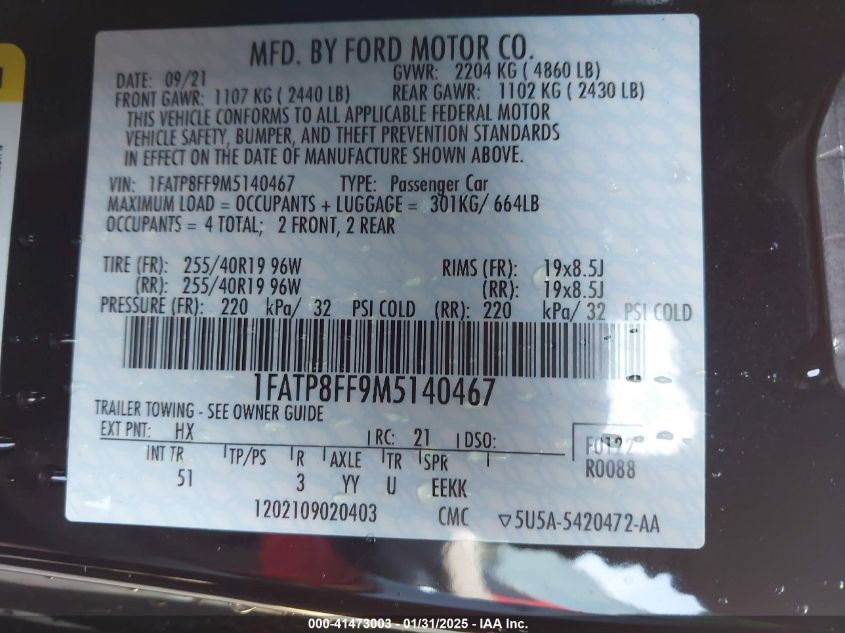 MFD. BY FORD MOTOR CO.
DATE: 09/21 GVWR: 2204 KG ( 4860 LB)
FRONT GAWR: 1107 KG ( 2440 LB) REAR GAWR: 1102 KG ( 2430 LB)
THIS VEHICLE CONFORMS TO ALL APPLICABLE FEDERAL MOTOR
VEHICLE SAFETY, BUMPER, AND THEFT PREVENTION STANDARDS
IN EFFECT ON THE DATE OF MANUFACTURE SHOWN ABOVE.
VIN: 1FATP8FF9M5140467 TYPE: Passenger Car
MAXIMUM LOAD = OCCUPANTS + LUGGAGE = 301KG/ 664LB
OCCUPANTS = 4 TOTAL; 2 FRONT, 2 REAR
TIRE (FR): 255/40R19 96W RIMS (FR): 19x8.5J
(RR): 255/40R19 96W (RR): 19x8.5J
PRESSURE (FR): 220 kPa/ 32 PSI COLD (RR): 220 kPa/ 32 PSI COLD
1FATP8FF9M5140467
TRAILER TOWING - SEE OWNER GUIDE
EXT PNT: HX RC: 21 DSO: F0122
INT TR TP/PS R AXLE TR SPR R0088
51 3 YY U EEKK
1202109020403 CMC ▽5U5A-5420472-AA
000-41473003 - 01/31/2025 - IAA Inc.